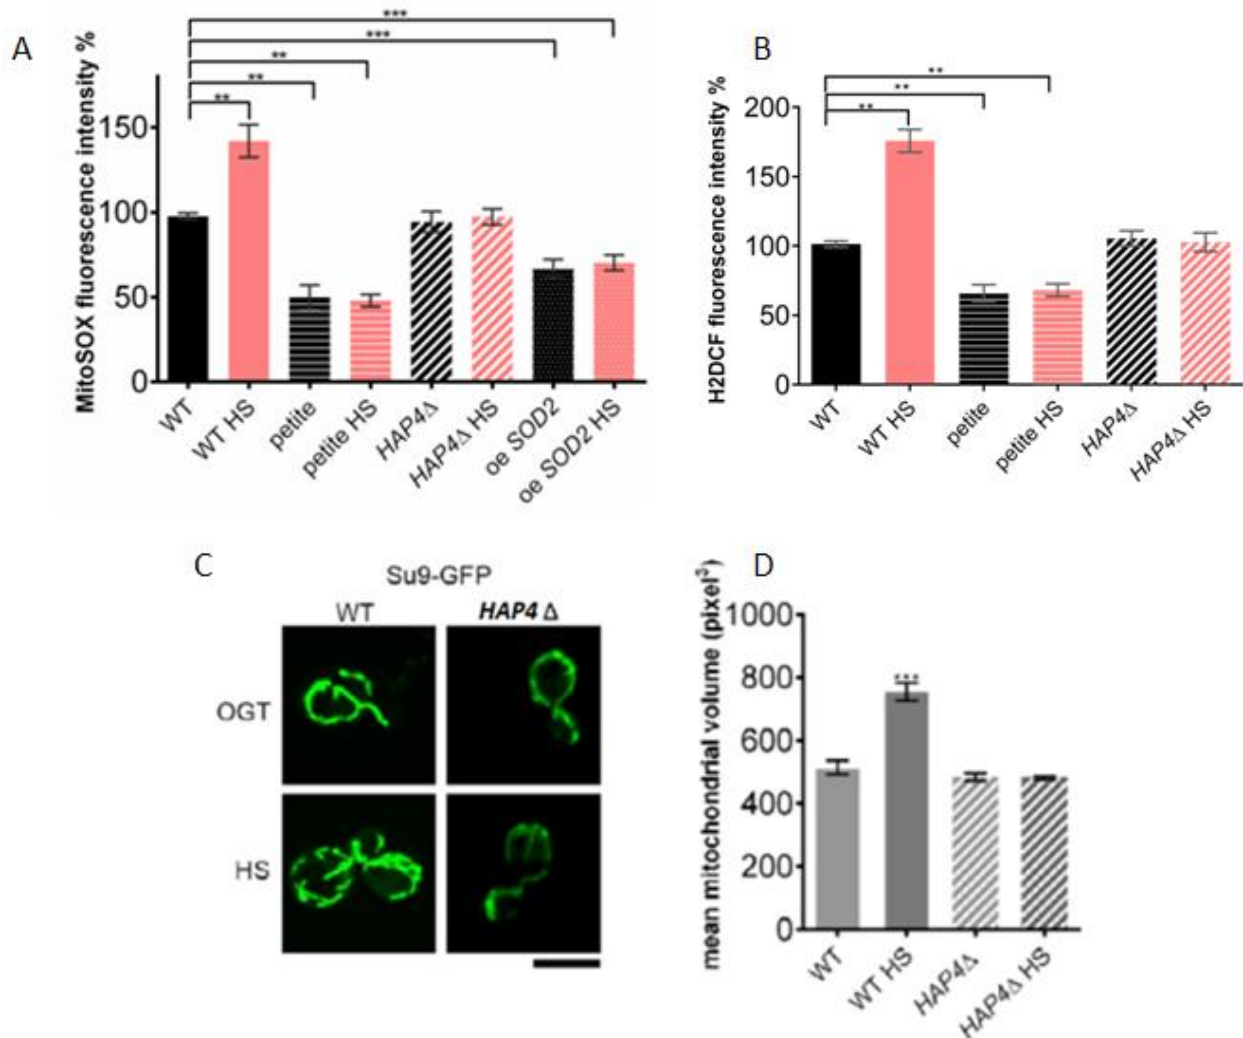 A
MitoSOX fluorescence intensity %
***
***
**
**
**
150
100
50
0
WT
WT HS
petite
petite HS
HAP4Δ
HAP4Δ HS
oe SOD2
oe SOD2 HS
B
H2DCF fluorescence intensity %
**
**
**
200
150
100
50
0
WT
WT HS
petite
petite HS
HAP4Δ
HAP4Δ HS
C
Su9-GFP
WT HAP4 Δ
OGT
HS
D
mean mitochondrial volume (pixel³)
***
1000
800
600
400
200
0
WT
WT HS
HAP4Δ
HAP4Δ HS